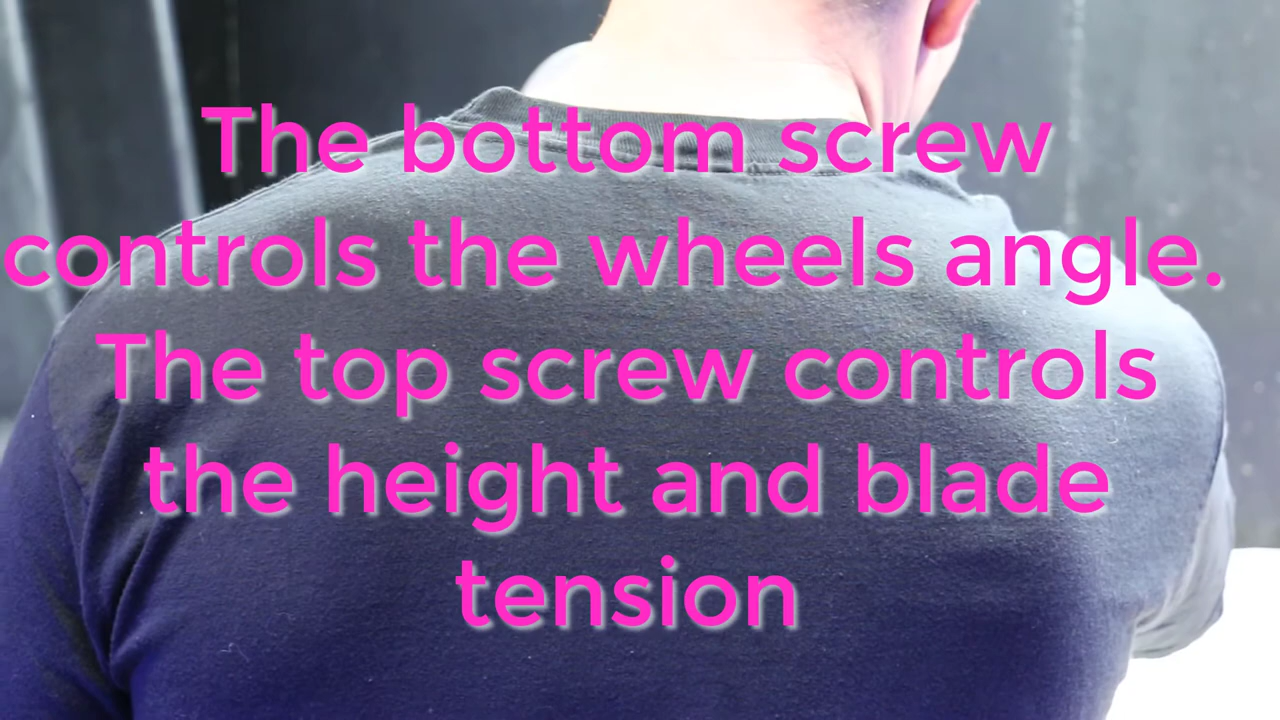 The bottom screw
controls the wheels angle.
The top screw controls
the height and blade
tension